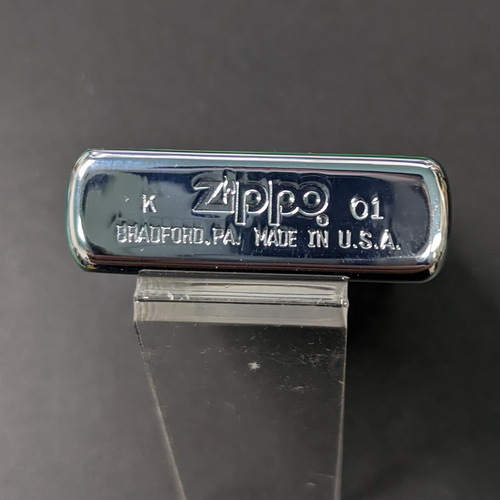 K Zippo 01
BRADFORD, PA. MADE IN U.S.A.